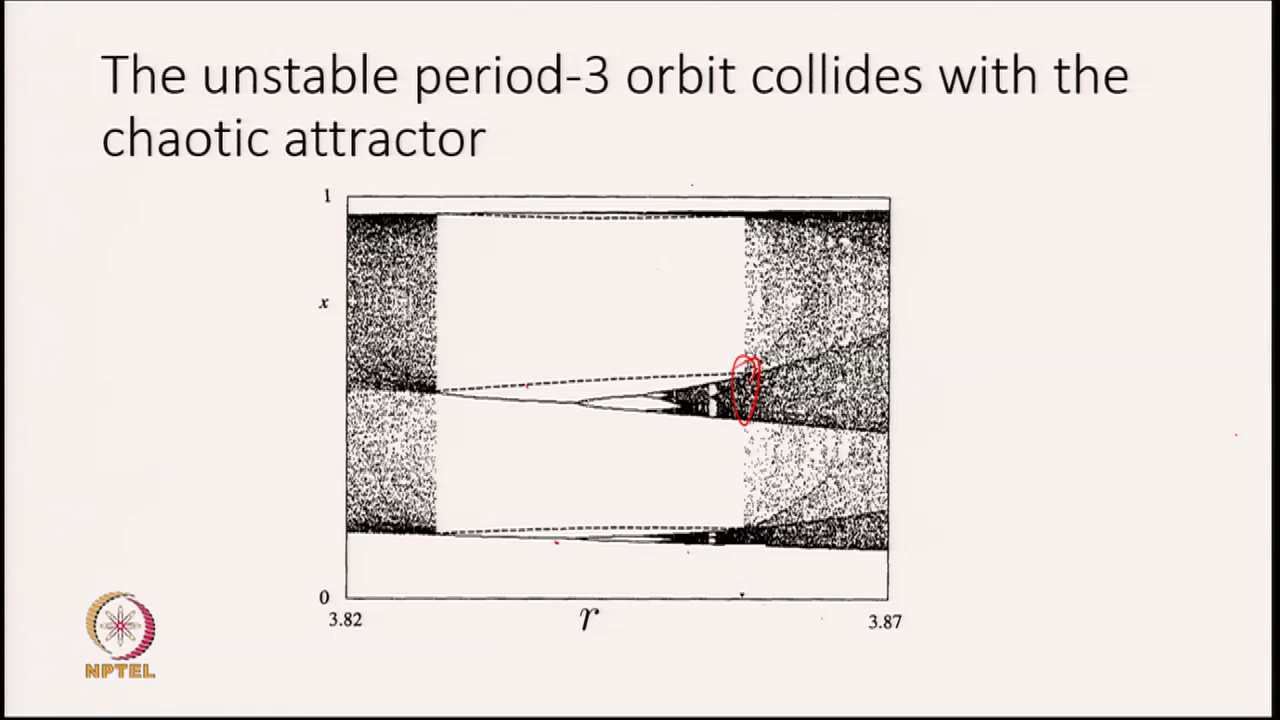 The unstable period-3 orbit collides with the
chaotic attractor
1
x
0
3.82
r
3.87
NPTEL